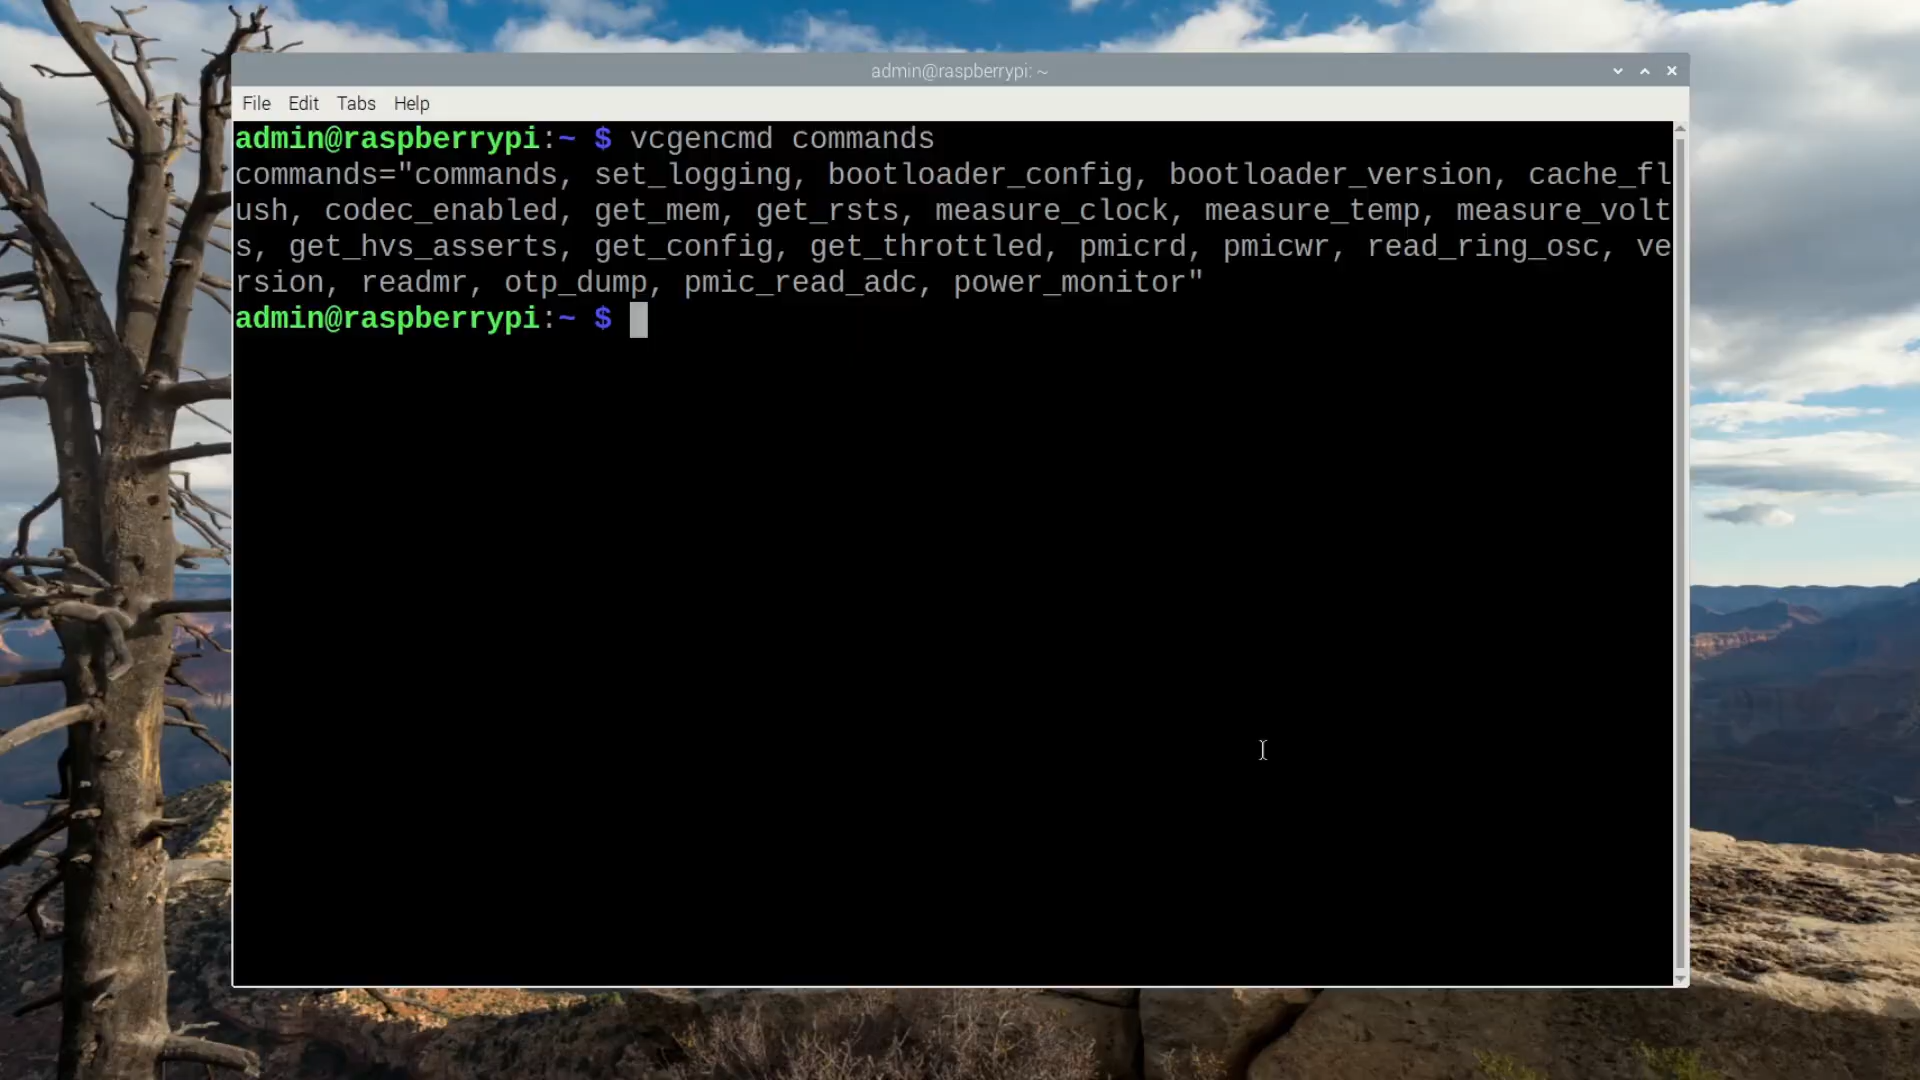 admin@raspberrypi: ~
File Edit Tabs Help
admin@raspberrypi:~ $ vcgencmd commands
commands="commands, set_logging, bootloader_config, bootloader_version, cache_fl
ush, codec_enabled, get_mem, get_rsts, measure_clock, measure_temp, measure_volt
s, get_hvs_asserts, get_config, get_throttled, pmicrd, pmicwr, read_ring_osc, ve
rsion, readmr, otp_dump, pmic_read_adc, power_monitor"
admin@raspberrypi:~ $